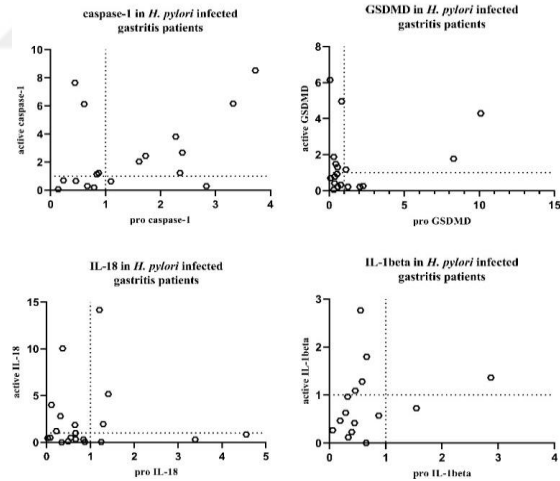 caspase-1 in H. pylori infected
gastritis patients
active caspase-1
10
8
6
4
2
0
0
1
2
3
4
pro caspase-1
GSDMD in H. pylori infected
gastritis patients
active GSDMD
8
6
4
2
0
0
5
10
15
pro GSDMD
IL-18 in H. pylori infected
gastritis patients
active IL-18
15
10
5
0
0
1
2
3
4
5
pro IL-18
IL-1beta in H. pylori infected
gastritis patients
active IL-1beta
3
2
1
0
0
1
2
3
4
pro IL-1beta